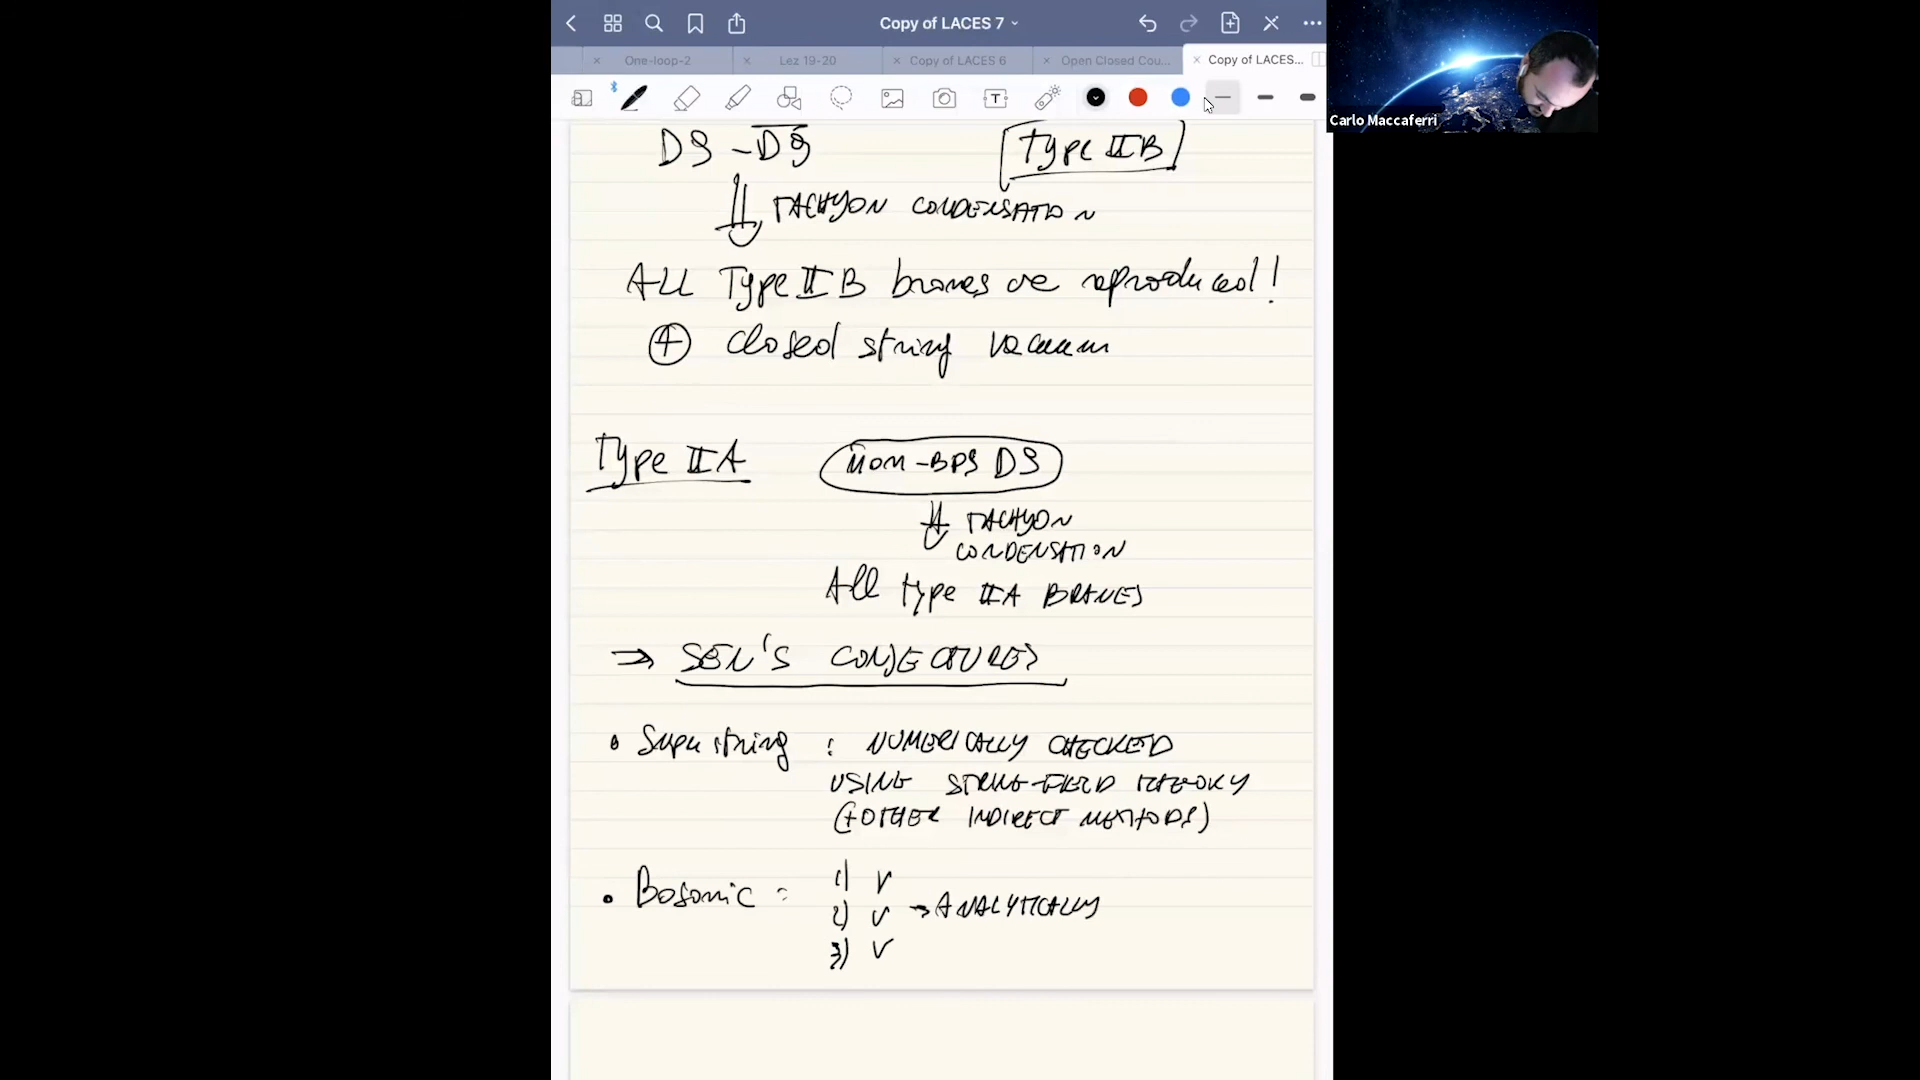 Copy of LACES 7
One-loop-2
Lez 19-20
Copy of LACES 6
Open Closed Cou...
Copy of LACES...
Carlo Maccaferri
D9 - D̅9̅
Type IIB
⇓ TACHYON CONDENSATION
All Type IIB branes are reproduced!
⊕ closed string vacuum
Type IIA
non-BPS D9
⇓ TACHYON
CONDENSATION
All type IIA BRANES
⇒ SEN'S CONJECTURES
• Superstring : NUMERICALLY CHECKED
USING STRING-FIELD THEORY
(+OTHER INDIRECT METHODS)
• Bosonic :
1) ✓
2) ✓ → ANALYTICALLY
3) ✓